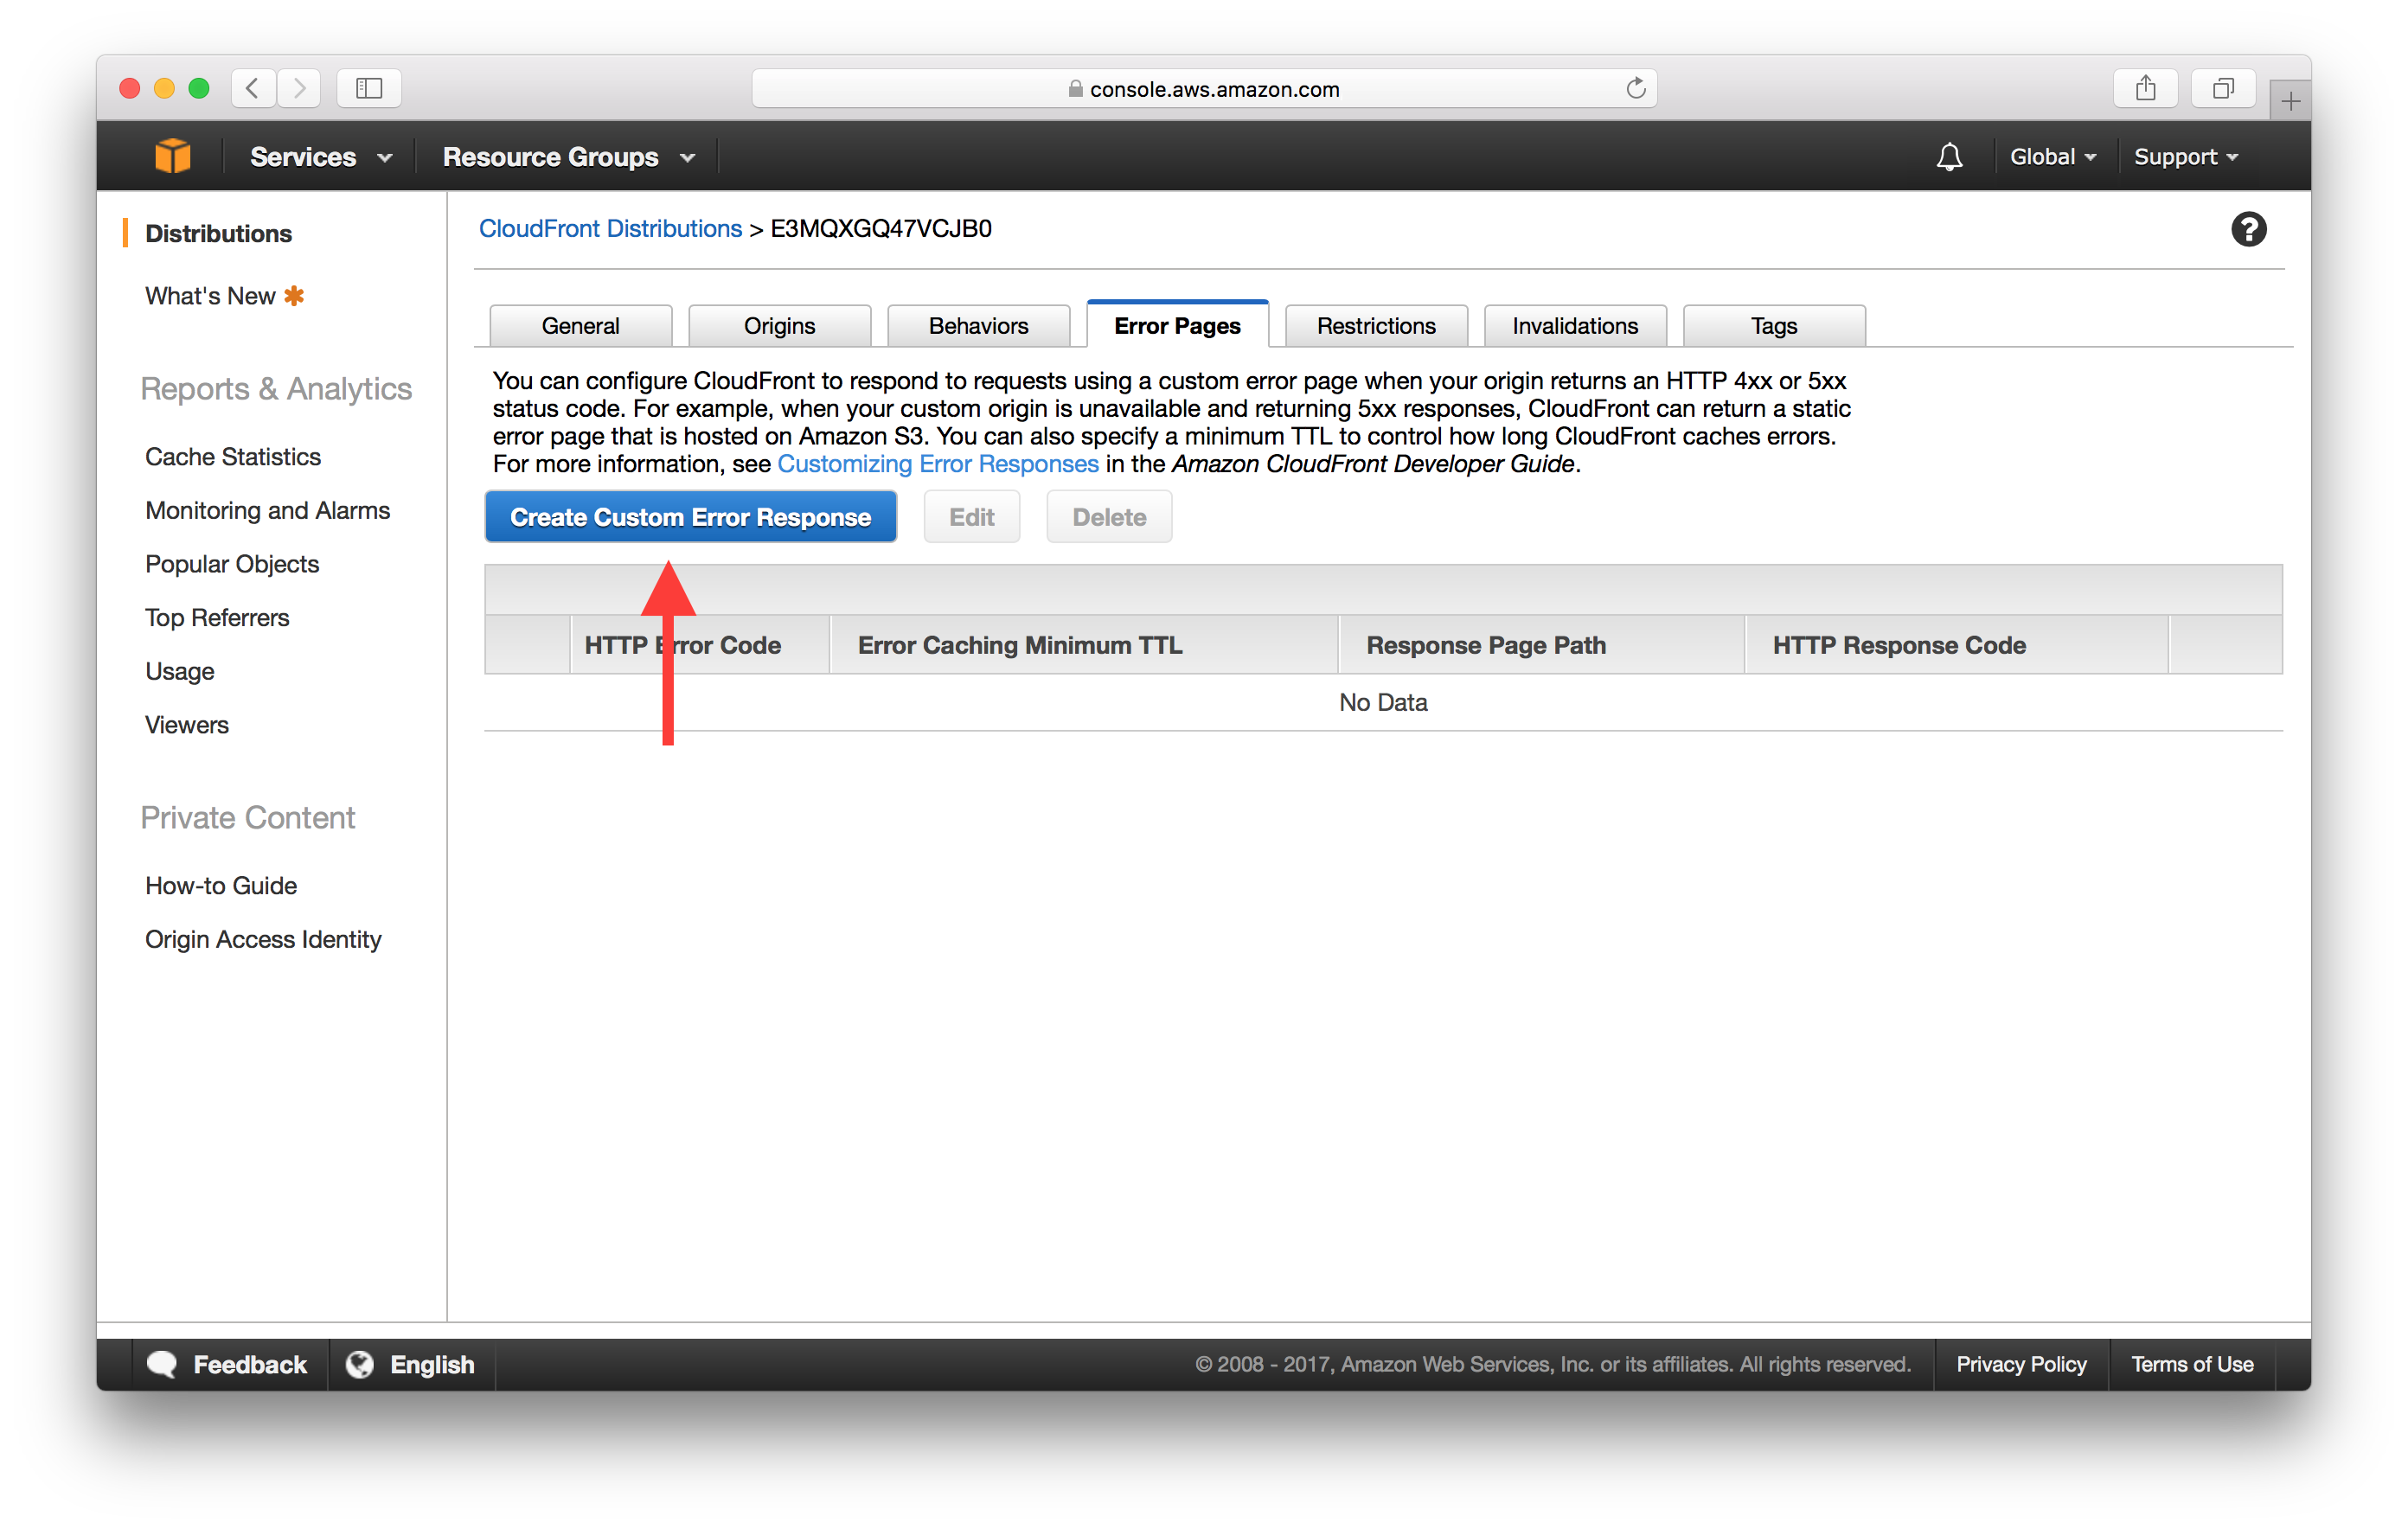 console.aws.amazon.com
Services
Resource Groups
Global
Support
Distributions
What's New
Reports & Analytics
Cache Statistics
Monitoring and Alarms
Popular Objects
Top Referrers
Usage
Viewers
Private Content
How-to Guide
Origin Access Identity
CloudFront Distributions > E3MQXGQ47VCJB0
General
Origins
Behaviors
Error Pages
Restrictions
Invalidations
Tags
You can configure CloudFront to respond to requests using a custom error page when your origin returns an HTTP 4xx or 5xx
status code. For example, when your custom origin is unavailable and returning 5xx responses, CloudFront can return a static
error page that is hosted on Amazon S3. You can also specify a minimum TTL to control how long CloudFront caches errors.
For more information, see Customizing Error Responses in the Amazon CloudFront Developer Guide.
Create Custom Error Response
Edit
Delete
HTTP Error Code
Error Caching Minimum TTL
Response Page Path
HTTP Response Code
No Data
Feedback
English
© 2008 - 2017, Amazon Web Services, Inc. or its affiliates. All rights reserved.
Privacy Policy
Terms of Use